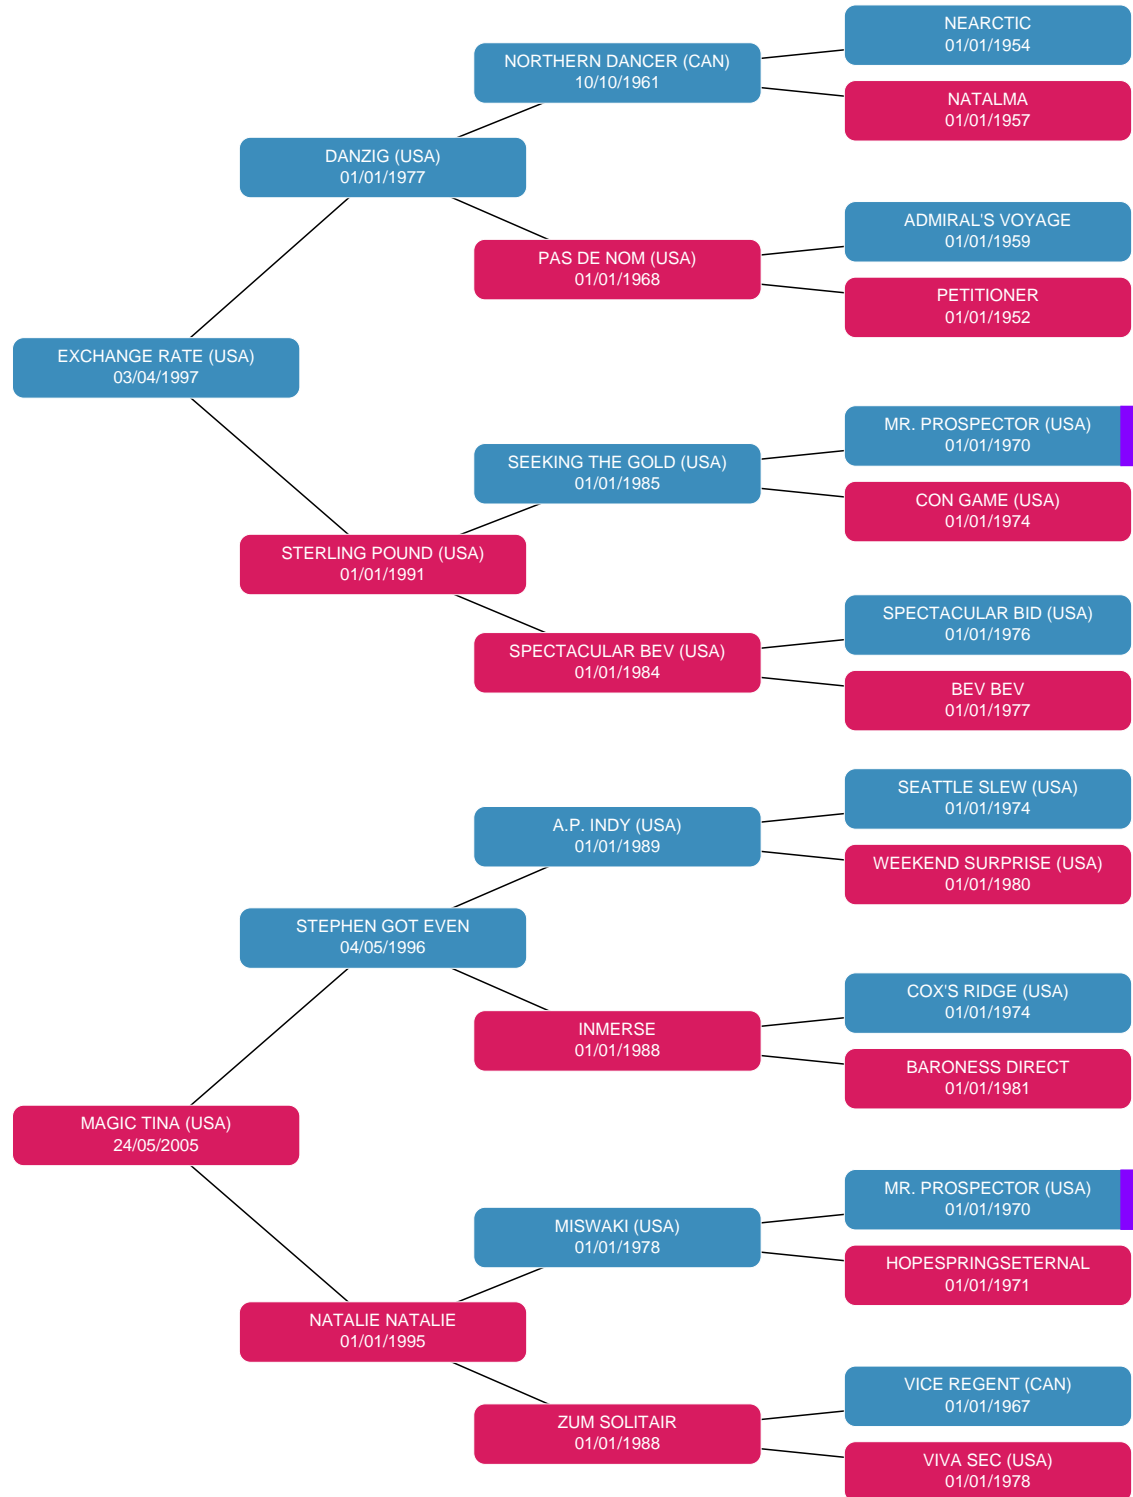 NEARCTIC
01/01/1954
NORTHERN DANCER (CAN)
10/10/1961
NATALMA
01/01/1957
DANZIG (USA)
01/01/1977
ADMIRAL'S VOYAGE
01/01/1959
PAS DE NOM (USA)
01/01/1968
PETITIONER
01/01/1952
EXCHANGE RATE (USA)
03/04/1997
MR. PROSPECTOR (USA)
01/01/1970
SEEKING THE GOLD (USA)
01/01/1985
CON GAME (USA)
01/01/1974
STERLING POUND (USA)
01/01/1991
SPECTACULAR BID (USA)
01/01/1976
SPECTACULAR BEV (USA)
01/01/1984
BEV BEV
01/01/1977
SEATTLE SLEW (USA)
01/01/1974
A.P. INDY (USA)
01/01/1989
WEEKEND SURPRISE (USA)
01/01/1980
STEPHEN GOT EVEN
04/05/1996
COX'S RIDGE (USA)
01/01/1974
INMERSE
01/01/1988
BARONESS DIRECT
01/01/1981
MAGIC TINA (USA)
24/05/2005
MR. PROSPECTOR (USA)
01/01/1970
MISWAKI (USA)
01/01/1978
HOPESPRINGSETERNAL
01/01/1971
NATALIE NATALIE
01/01/1995
VICE REGENT (CAN)
01/01/1967
ZUM SOLITAIR
01/01/1988
VIVA SEC (USA)
01/01/1978